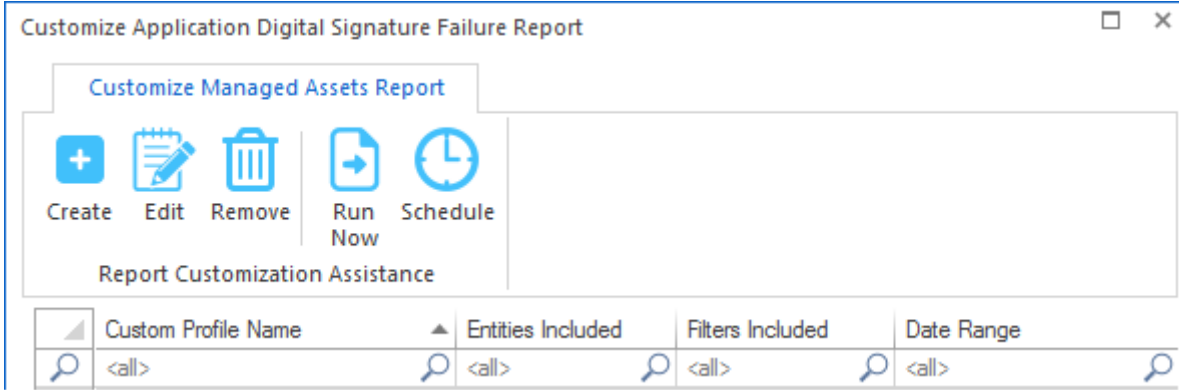 Customize Application Digital Signature Failure Report
Customize Managed Assets Report
Create Edit Remove Run Now Schedule
Report Customization Assistance
Custom Profile Name Entities Included Filters Included Date Range
<all> <all> <all> <all>